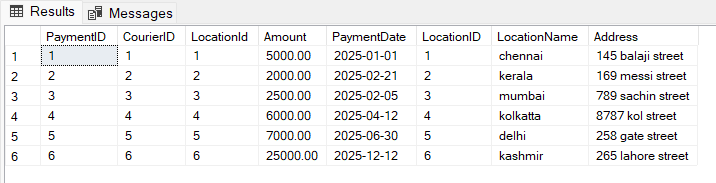 Results Messages
PaymentID CourierID LocationId Amount PaymentDate LocationID LocationName Address
1 1 1 1 5000.00 2025-01-01 1 chennai 145 balaji street
2 2 2 2 2000.00 2025-02-21 2 kerala 169 messi street
3 3 3 3 2500.00 2025-02-05 3 mumbai 789 sachin street
4 4 4 4 6000.00 2025-04-12 4 kolkatta 8787 kol street
5 5 5 5 7000.00 2025-06-30 5 delhi 258 gate street
6 6 6 6 25000.00 2025-12-12 6 kashmir 265 lahore street